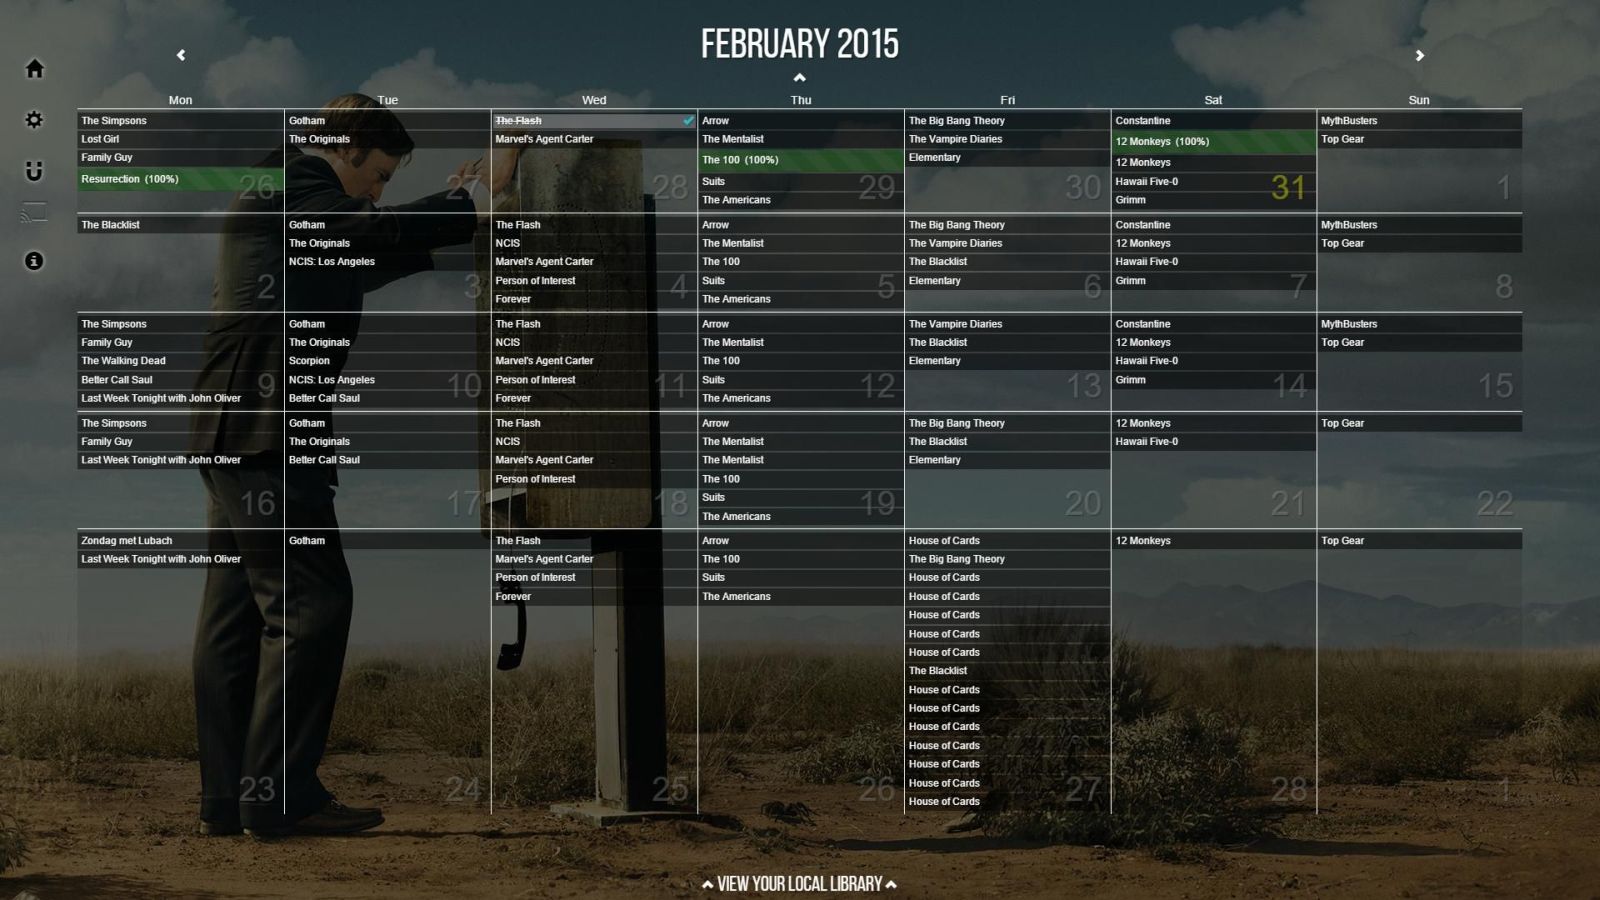 FEBRUARY 2015
Mon Tue Wed Thu Fri Sat Sun
The Simpsons
Lost Girl
Family Guy
Resurrection (100%)
26
Gotham
The Originals
27
The Flash
Marvel's Agent Carter
28
Arrow
The Mentalist
The 100 (100%)
Suits
The Americans
29
The Big Bang Theory
The Vampire Diaries
Elementary
30
Constantine
12 Monkeys (100%)
12 Monkeys
Hawaii Five-0
Grimm
31
MythBusters
Top Gear
1
The Blacklist
2
Gotham
The Originals
NCIS: Los Angeles
3
The Flash
NCIS
Marvel's Agent Carter
Person of Interest
Forever
4
Arrow
The Mentalist
The 100
Suits
The Americans
5
The Big Bang Theory
The Vampire Diaries
The Blacklist
Elementary
6
Constantine
12 Monkeys
Hawaii Five-0
Grimm
7
MythBusters
Top Gear
8
The Simpsons
Family Guy
The Walking Dead
Better Call Saul
Last Week Tonight with John Oliver
9
Gotham
The Originals
Scorpion
NCIS: Los Angeles
Better Call Saul
10
The Flash
NCIS
Marvel's Agent Carter
Person of Interest
Forever
11
Arrow
The Mentalist
The 100
Suits
The Americans
12
The Vampire Diaries
The Blacklist
Elementary
13
Constantine
12 Monkeys
Hawaii Five-0
Grimm
14
MythBusters
Top Gear
15
The Simpsons
Family Guy
Last Week Tonight with John Oliver
16
Gotham
The Originals
Better Call Saul
17
The Flash
NCIS
Marvel's Agent Carter
Person of Interest
18
Arrow
The Mentalist
The Mentalist
The 100
Suits
The Americans
19
The Big Bang Theory
The Blacklist
Elementary
20
12 Monkeys
Hawaii Five-0
21
Top Gear
22
Zondag met Lubach
Last Week Tonight with John Oliver
23
Gotham
24
The Flash
Marvel's Agent Carter
Person of Interest
Forever
25
Arrow
The 100
Suits
The Americans
26
House of Cards
The Big Bang Theory
House of Cards
House of Cards
House of Cards
House of Cards
House of Cards
The Blacklist
House of Cards
House of Cards
House of Cards
House of Cards
House of Cards
House of Cards
House of Cards
27
12 Monkeys
28
Top Gear
1
VIEW YOUR LOCAL LIBRARY